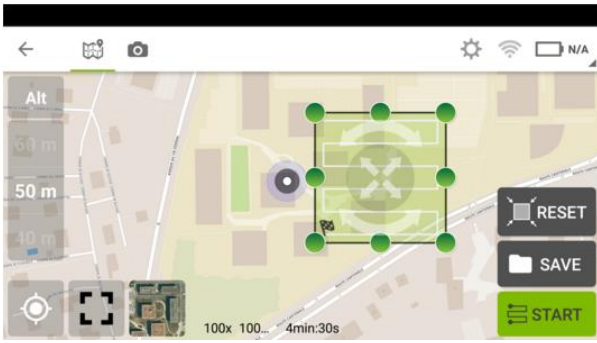 N/A
Alt
60 m
50 m
40 m
RESET
SAVE
START
100x 100... 4min:30s